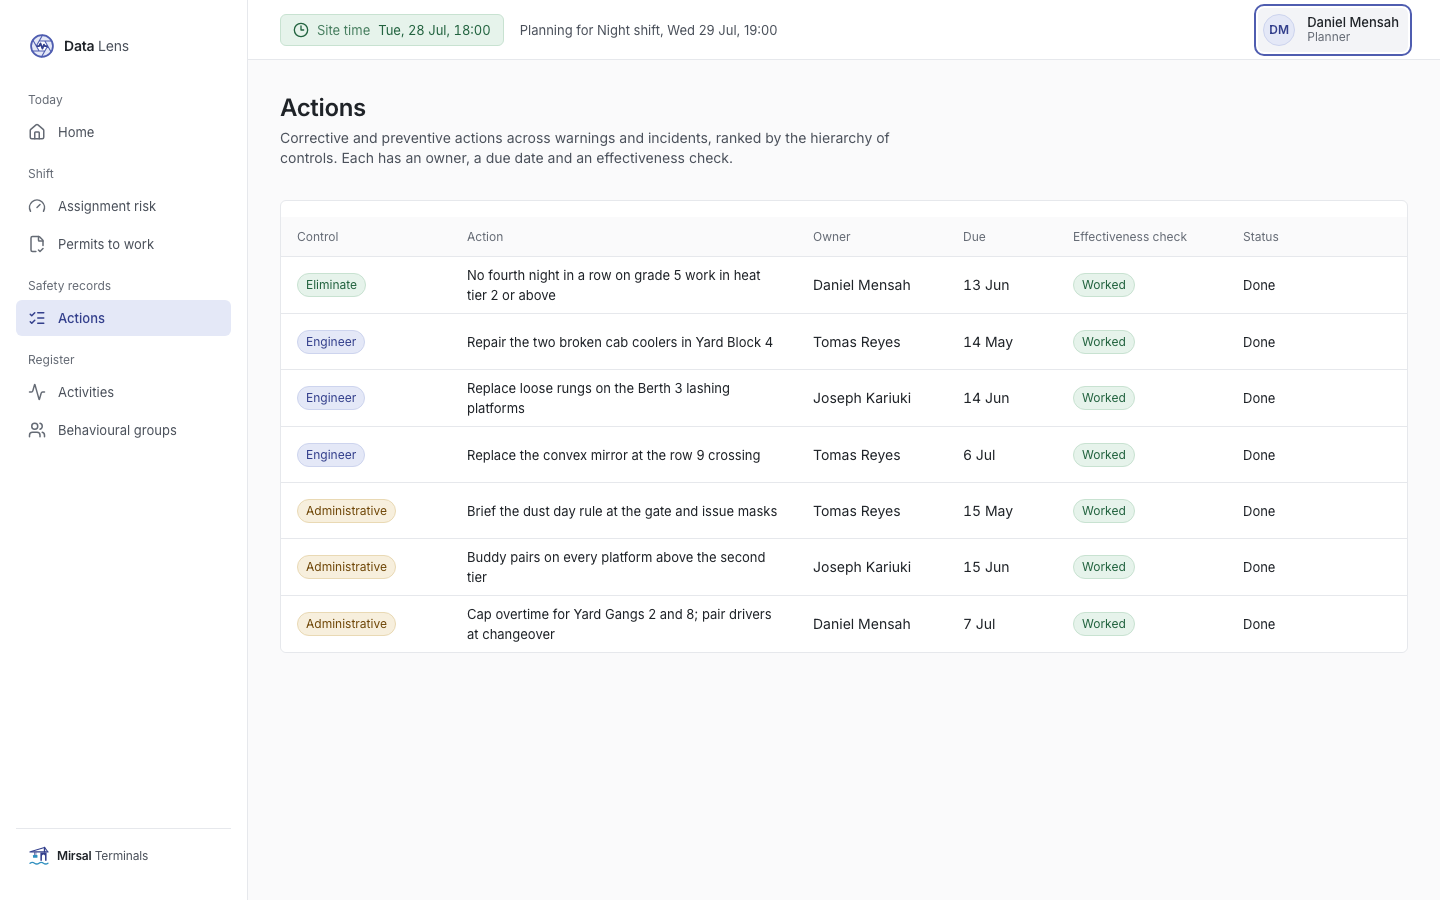 Data Lens
Today
Home
Shift
Assignment risk
Permits to work
Safety records
Actions
Register
Activities
Behavioural groups
Mirsal Terminals
Site time Tue, 28 Jul, 18:00
Planning for Night shift, Wed 29 Jul, 19:00
DM
Daniel Mensah
Planner
Actions
Corrective and preventive actions across warnings and incidents, ranked by the hierarchy of
controls. Each has an owner, a due date and an effectiveness check.
Control Action Owner Due Effectiveness check Status
Eliminate No fourth night in a row on grade 5 work in heat
tier 2 or above Daniel Mensah 13 Jun Worked Done
Engineer Repair the two broken cab coolers in Yard Block 4 Tomas Reyes 14 May Worked Done
Engineer Replace loose rungs on the Berth 3 lashing
platforms Joseph Kariuki 14 Jun Worked Done
Engineer Replace the convex mirror at the row 9 crossing Tomas Reyes 6 Jul Worked Done
Administrative Brief the dust day rule at the gate and issue masks Tomas Reyes 15 May Worked Done
Administrative Buddy pairs on every platform above the second
tier Joseph Kariuki 15 Jun Worked Done
Administrative Cap overtime for Yard Gangs 2 and 8; pair drivers
at changeover Daniel Mensah 7 Jul Worked Done